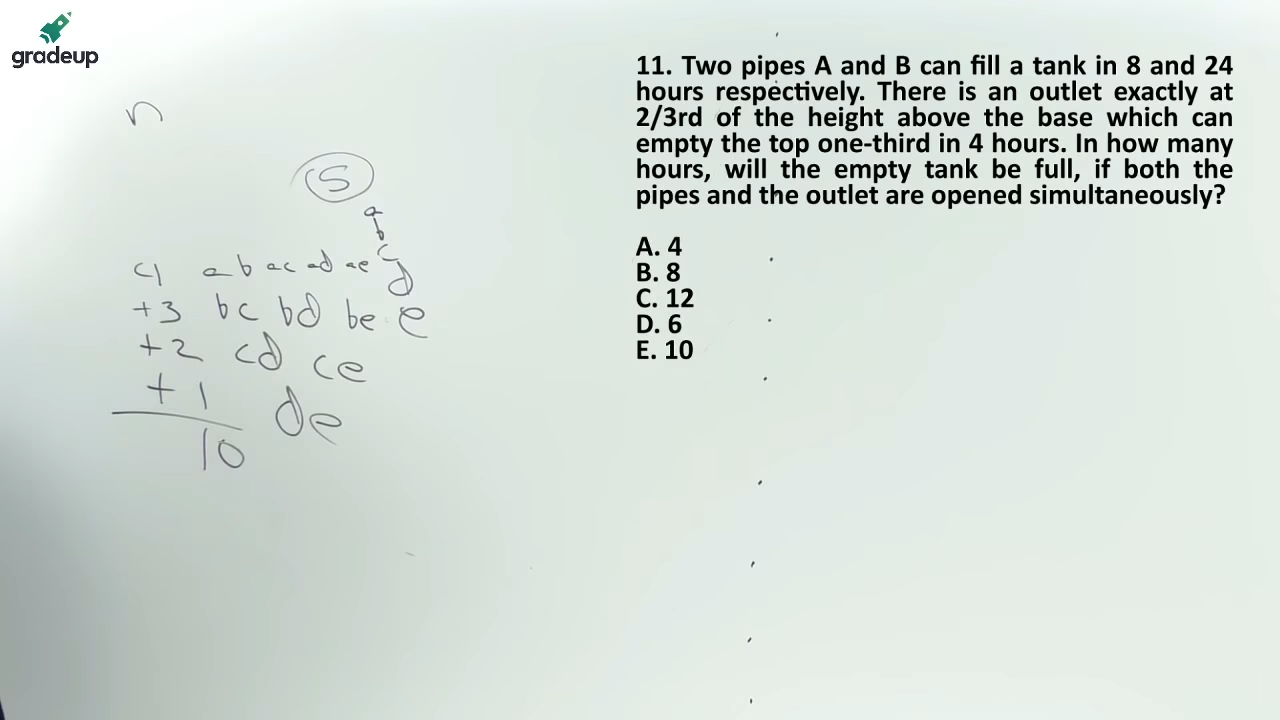 gradeup
n
5
a
b
c
4 ab ac ad ae d
+3 bc bd be e
+2 cd ce
+1 de
10
11. Two pipes A and B can fill a tank in 8 and 24
hours respectively. There is an outlet exactly at
2/3rd of the height above the base which can
empty the top one-third in 4 hours. In how many
hours, will the empty tank be full, if both the
pipes and the outlet are opened simultaneously?
A. 4
B. 8
C. 12
D. 6
E. 10